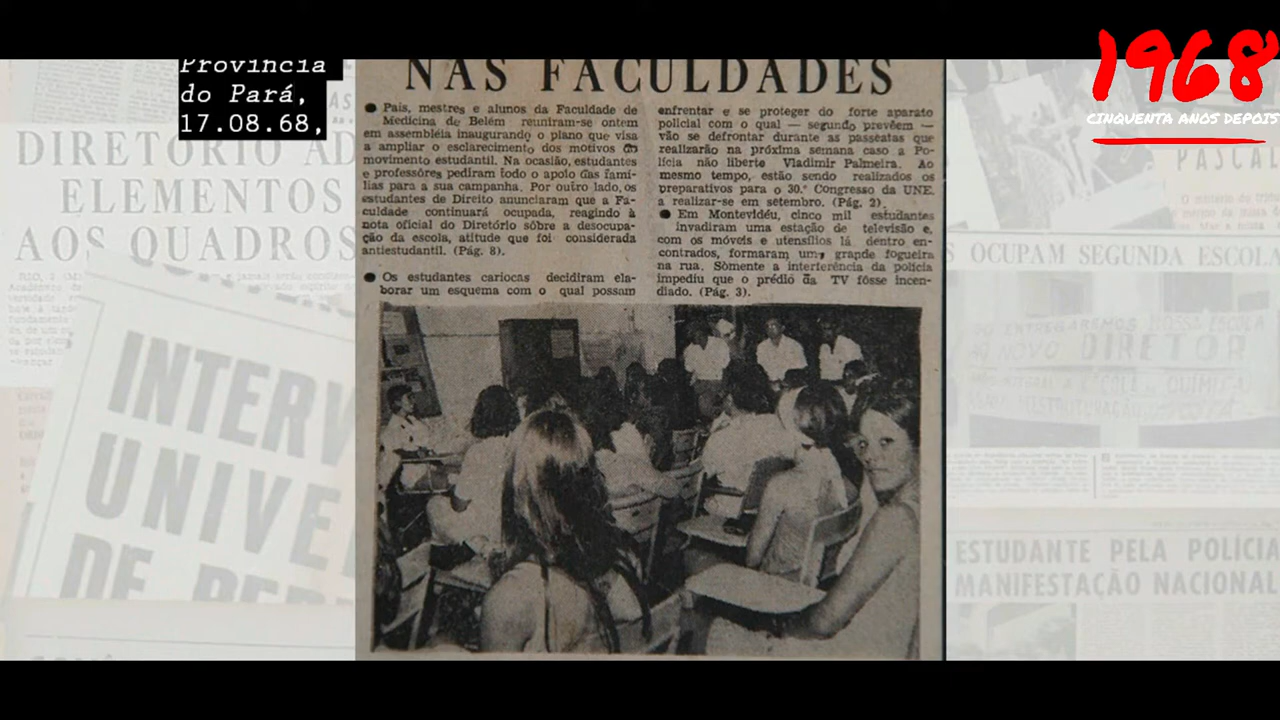 Província
do Pará,
17.08.68,
1968
CINQUENTA ANOS DEPOIS
NAS FACULDADES
● Pais, mestres e alunos da Faculdade de
Medicina de Belém reuniram-se ontem
em assembléia inaugurando o plano que visa
a ampliar o esclarecimento dos motivos do
movimento estudantil. Na ocasião, estudantes
e professôres pediram todo o apoio das famí-
lias para a sua campanha. Por outro lado, os
estudantes de Direito anunciaram que a Fa-
culdade continuará ocupada, reagindo à
nota oficial do Diretório sôbre a desocupa-
ção da escola, atitude que foi considerada
antiestudantil. (Pág. 8).
● Os estudantes cariocas decidiram ela-
borar um esquema com o qual possam
enfrentar e se proteger do forte aparato
policial com o qual — segundo prevêem —
vão se defrontar durante as passeatas que
realizarão na próxima semana caso a Po-
lícia não liberte Vladimir Palmeira. Ao
mesmo tempo, estão sendo realizados os
preparativos para o 30.º Congresso da UNE,
a realizar-se em setembro. (Pág. 2).
● Em Montevidéu, cinco mil estudantes
invadiram uma estação de televisão e,
com os móveis e utensílios lá dentro en-
contrados, formaram uma grande fogueira
na rua. Sòmente a interferência da polícia
impediu que o prédio da TV fôsse incen-
diado. (Pág. 3).
DIRETÓRIO AD
ELEMENTOS
AOS QUADROS
INTERV
UNIVE
DE
PASCAL
S OCUPAM SEGUNDA ESCOLA
DIRETOR
ESTUDANTE PELA POLÍCIA
MANIFESTAÇÃO NACIONAL